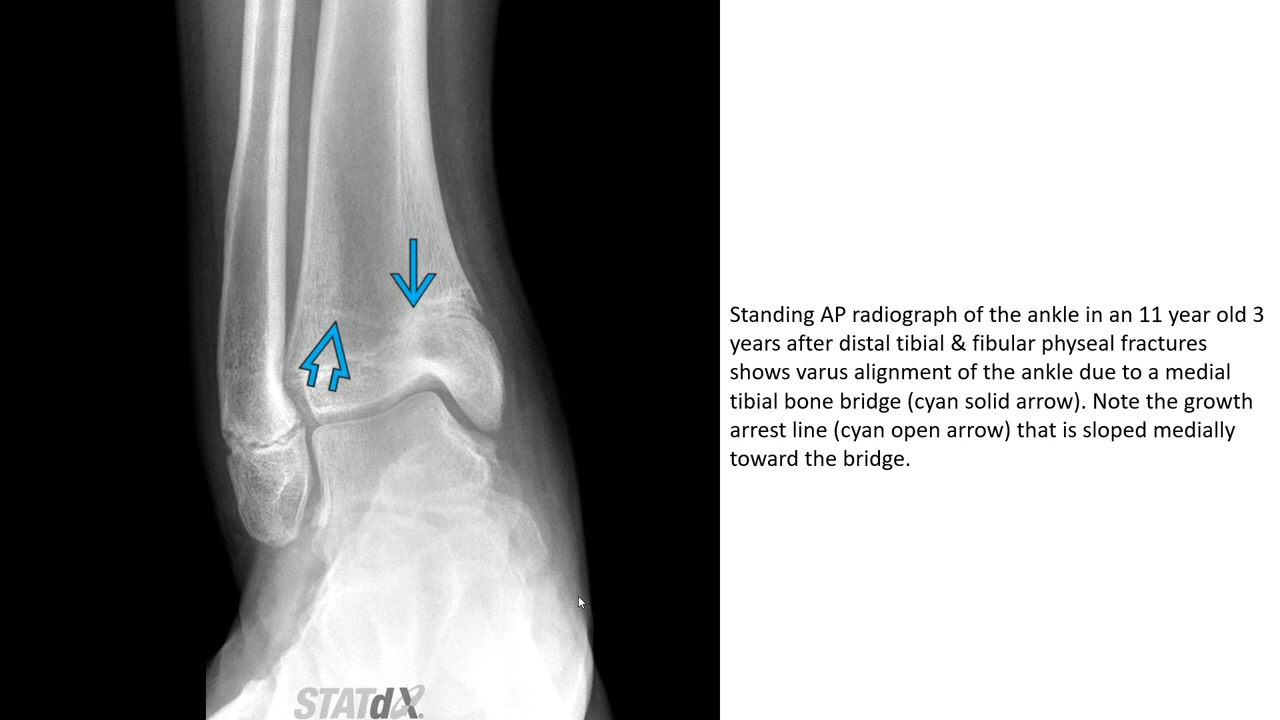 Standing AP radiograph of the ankle in an 11 year old 3
years after distal tibial & fibular physeal fractures
shows varus alignment of the ankle due to a medial
tibial bone bridge (cyan solid arrow). Note the growth
arrest line (cyan open arrow) that is sloped medially
toward the bridge.
STATdX®